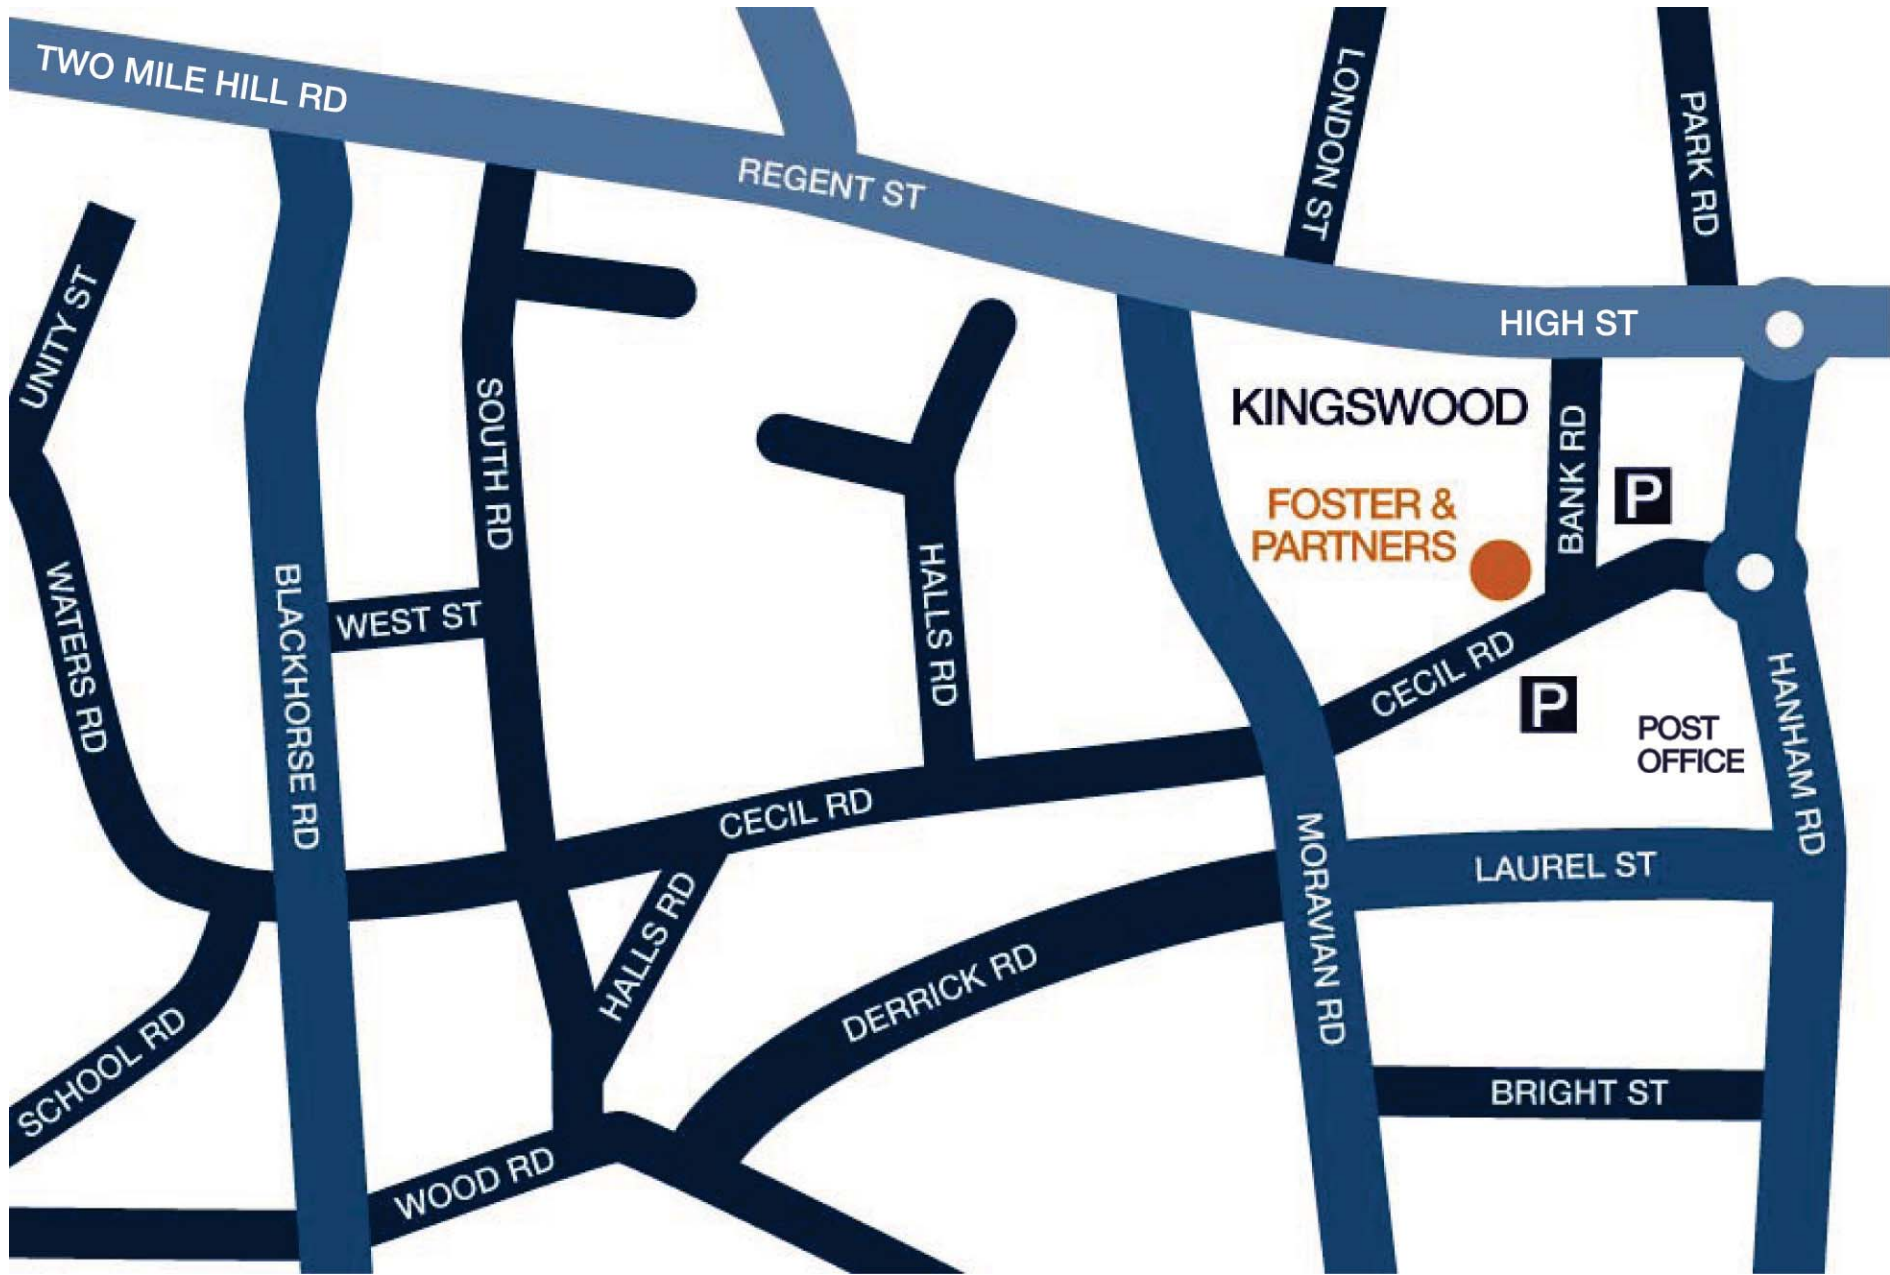 TWO MILE HILL RD
REGENT ST
LONDON ST
PARK RD
HIGH ST
UNITY ST
SOUTH RD
KINGSWOOD
BANK RD
FOSTER &
PARTNERS
P
WATERS RD
BLACKHORSE RD
WEST ST
HALLS RD
CECIL RD
P
POST
OFFICE
HANHAM RD
CECIL RD
MORAVIAN RD
LAUREL ST
HALLS RD
DERRICK RD
SCHOOL RD
BRIGHT ST
WOOD RD